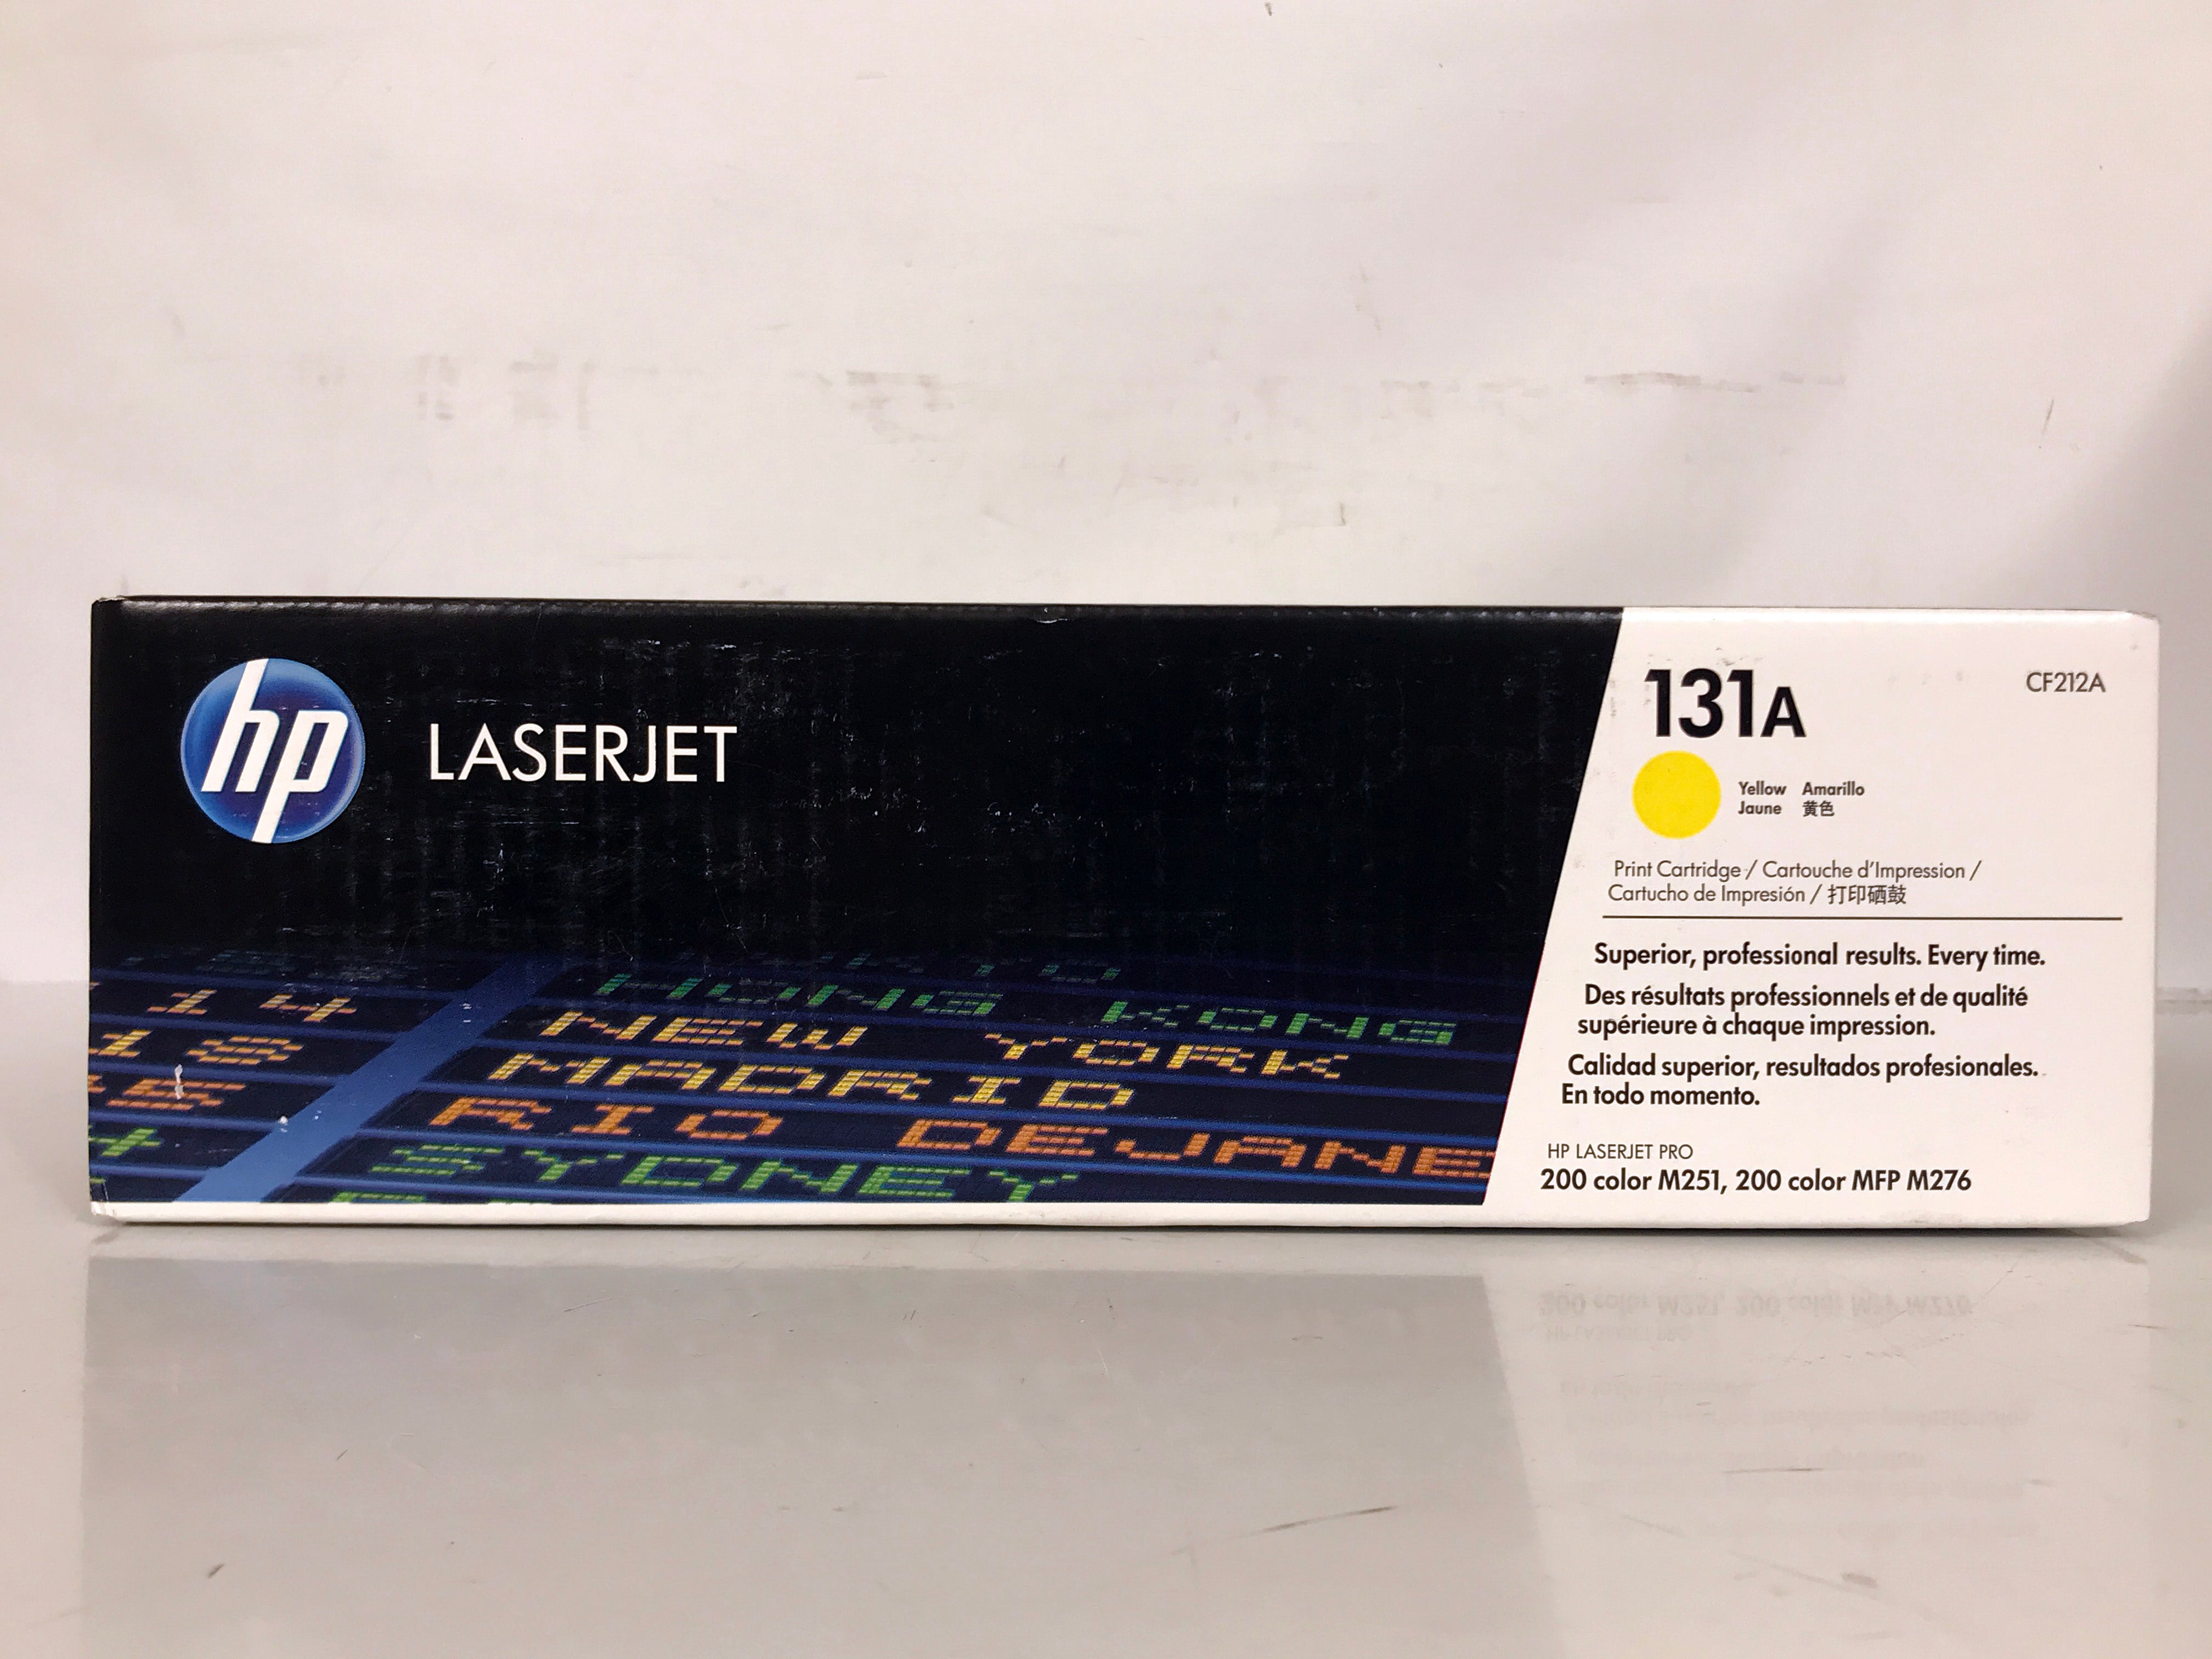 hp
LASERJET
131A
CF212A
Yellow Amarillo
Jaune 黄色
Print Cartridge / Cartouche d'Impression /
Cartucho de Impresión / 打印硒鼓
Superior, professional results. Every time.
Des résultats professionnels et de qualité
supérieure à chaque impression.
Calidad superior, resultados profesionales.
En todo momento.
HP LASERJET PRO
200 color M251, 200 color MFP M276
14 HONG KONG
NEW YORK
MADRID
RIO DEJANE
SYDNEY